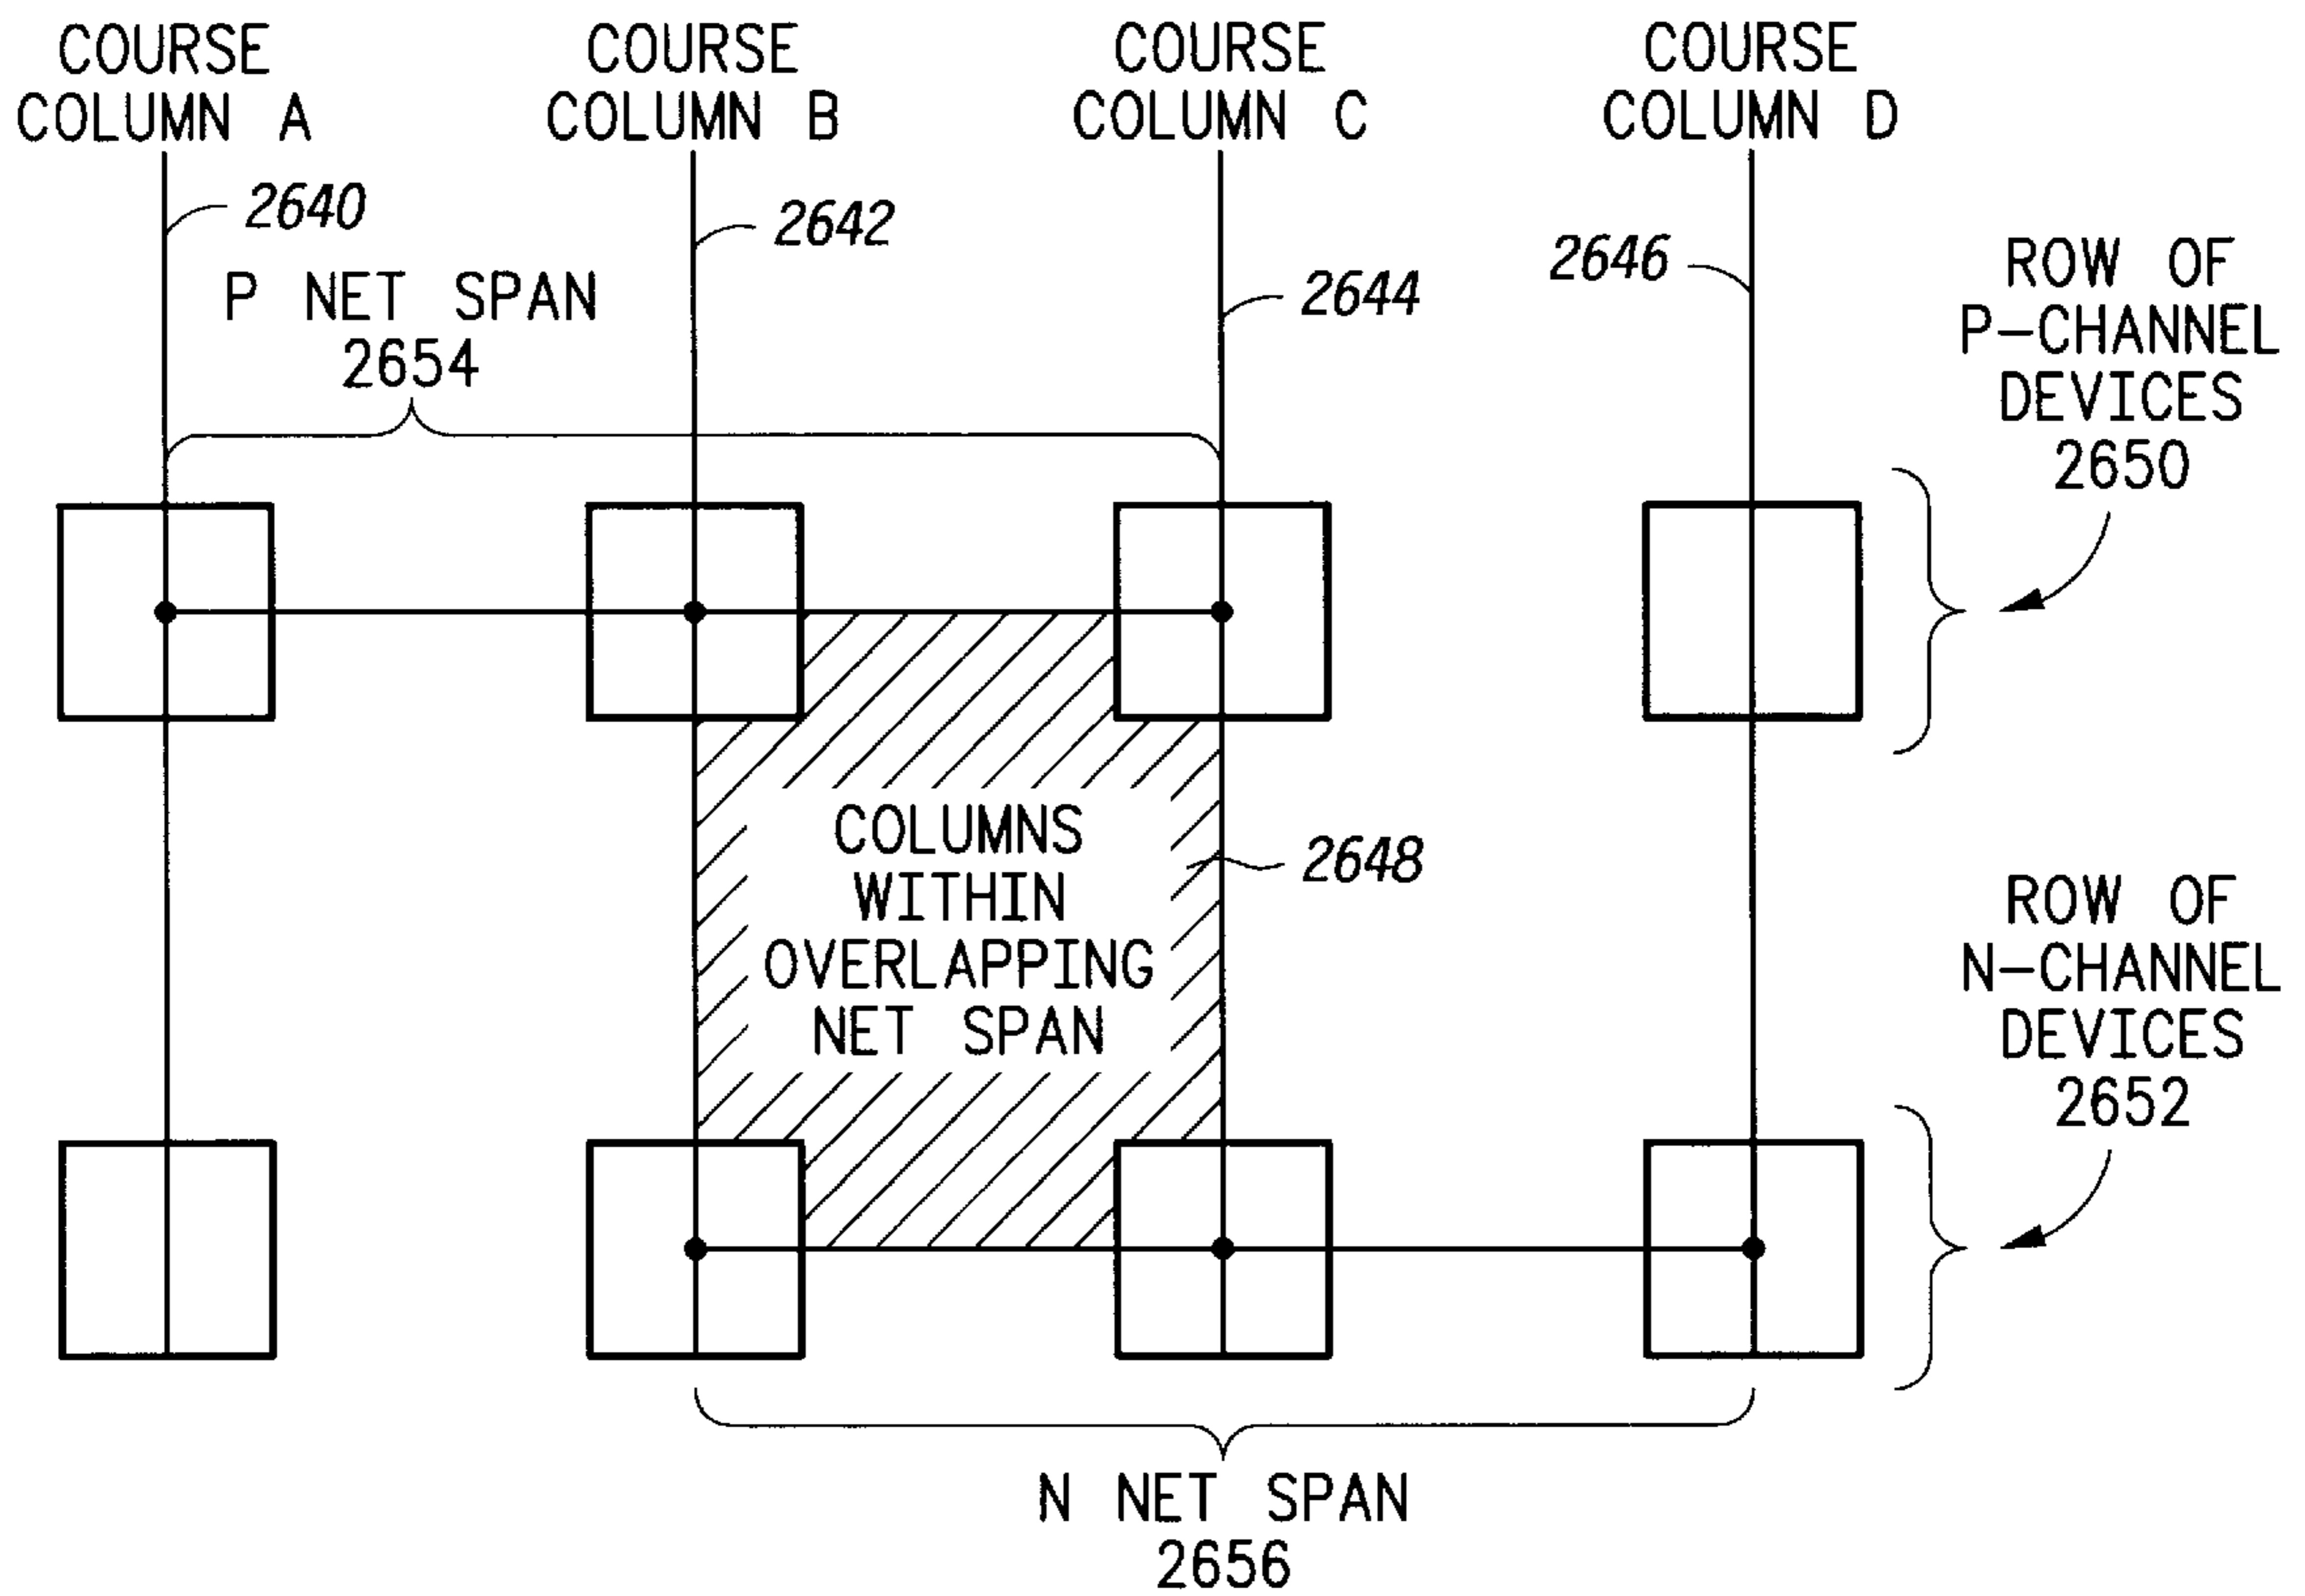 COURSE
COLUMN A
COURSE
COLUMN B
COURSE
COLUMN C
COURSE
COLUMN D
2640
2642
2644
2646
P NET SPAN
2654
ROW OF
P-CHANNEL
DEVICES
2650
COLUMNS
WITHIN
OVERLAPPING
NET SPAN
2648
ROW OF
N-CHANNEL
DEVICES
2652
N NET SPAN
2656